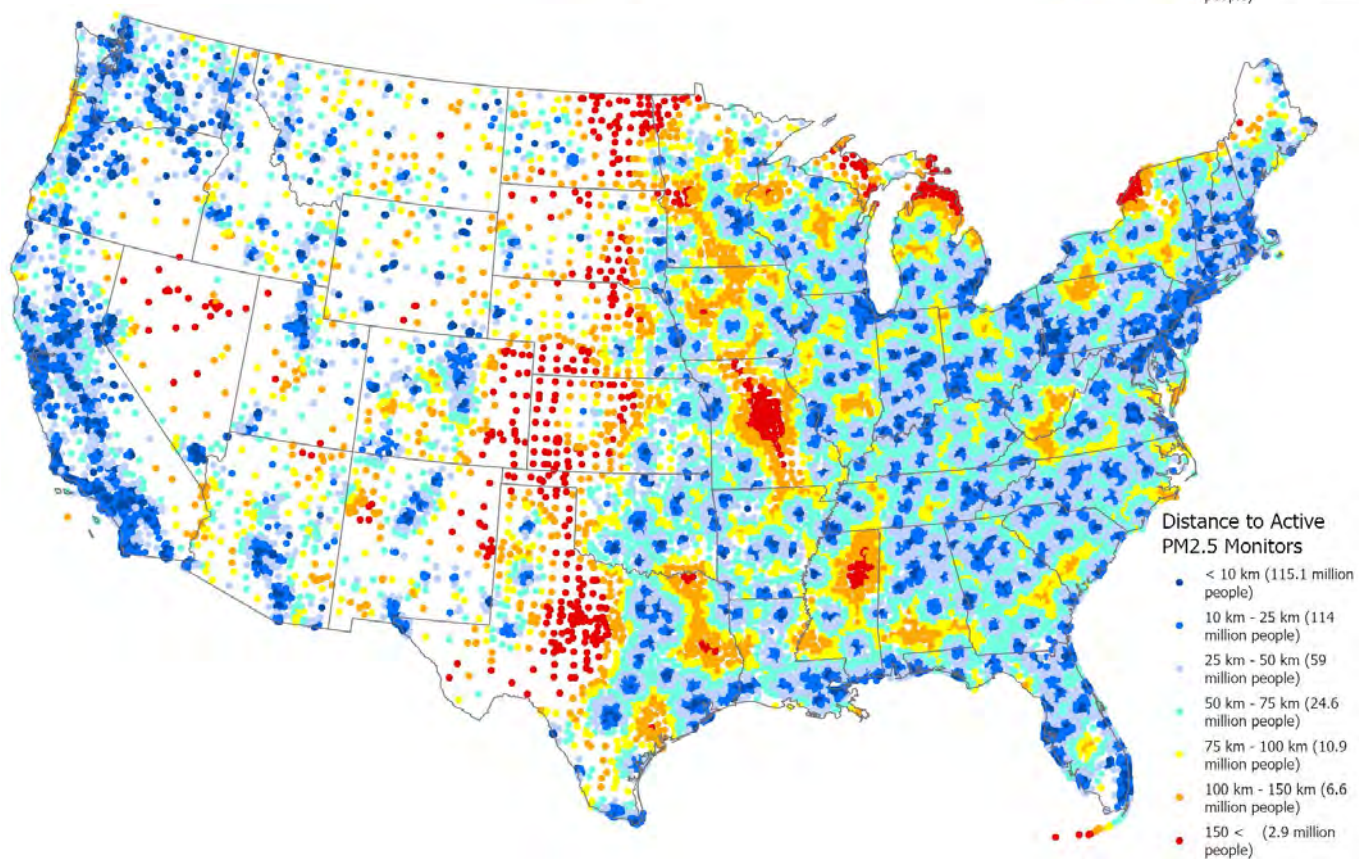 people)
Distance to Active
PM2.5 Monitors
< 10 km (115.1 million
people)
10 km - 25 km (114
million people)
25 km - 50 km (59
million people)
50 km - 75 km (24.6
million people)
75 km - 100 km (10.9
million people)
100 km - 150 km (6.6
million people)
150 < (2.9 million
people)